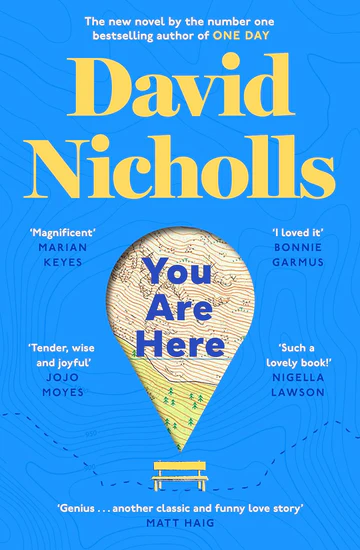 The new novel by the number one
bestselling author of ONE DAY
David
Nicholls
‘Magnificent’
MARIAN
KEYES
‘I loved it’
BONNIE
GARMUS
You
Are
Here
‘Tender, wise
and joyful’
JOJO
MOYES
‘Such a
lovely book!’
NIGELLA
LAWSON
‘Genius ... another classic and funny love story’
MATT HAIG